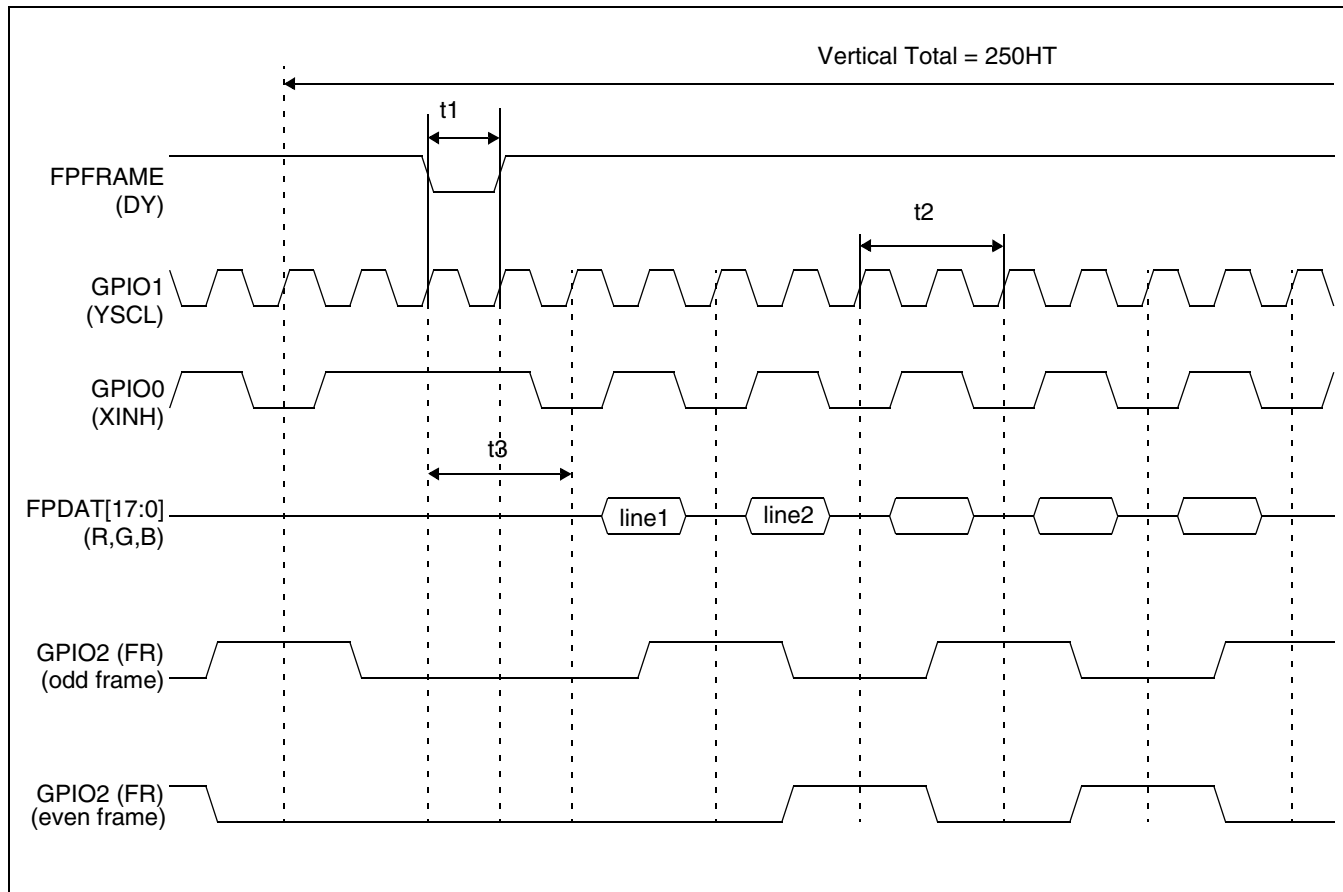 Vertical Total = 250HT
t1
FPFRAME
(DY)
t2
GPIO1
(YSCL)
GPIO0
(XINH)
t3
FPDAT[17:0]
(R,G,B)
line1
line2
GPIO2 (FR)
(odd frame)
GPIO2 (FR)
(even frame)